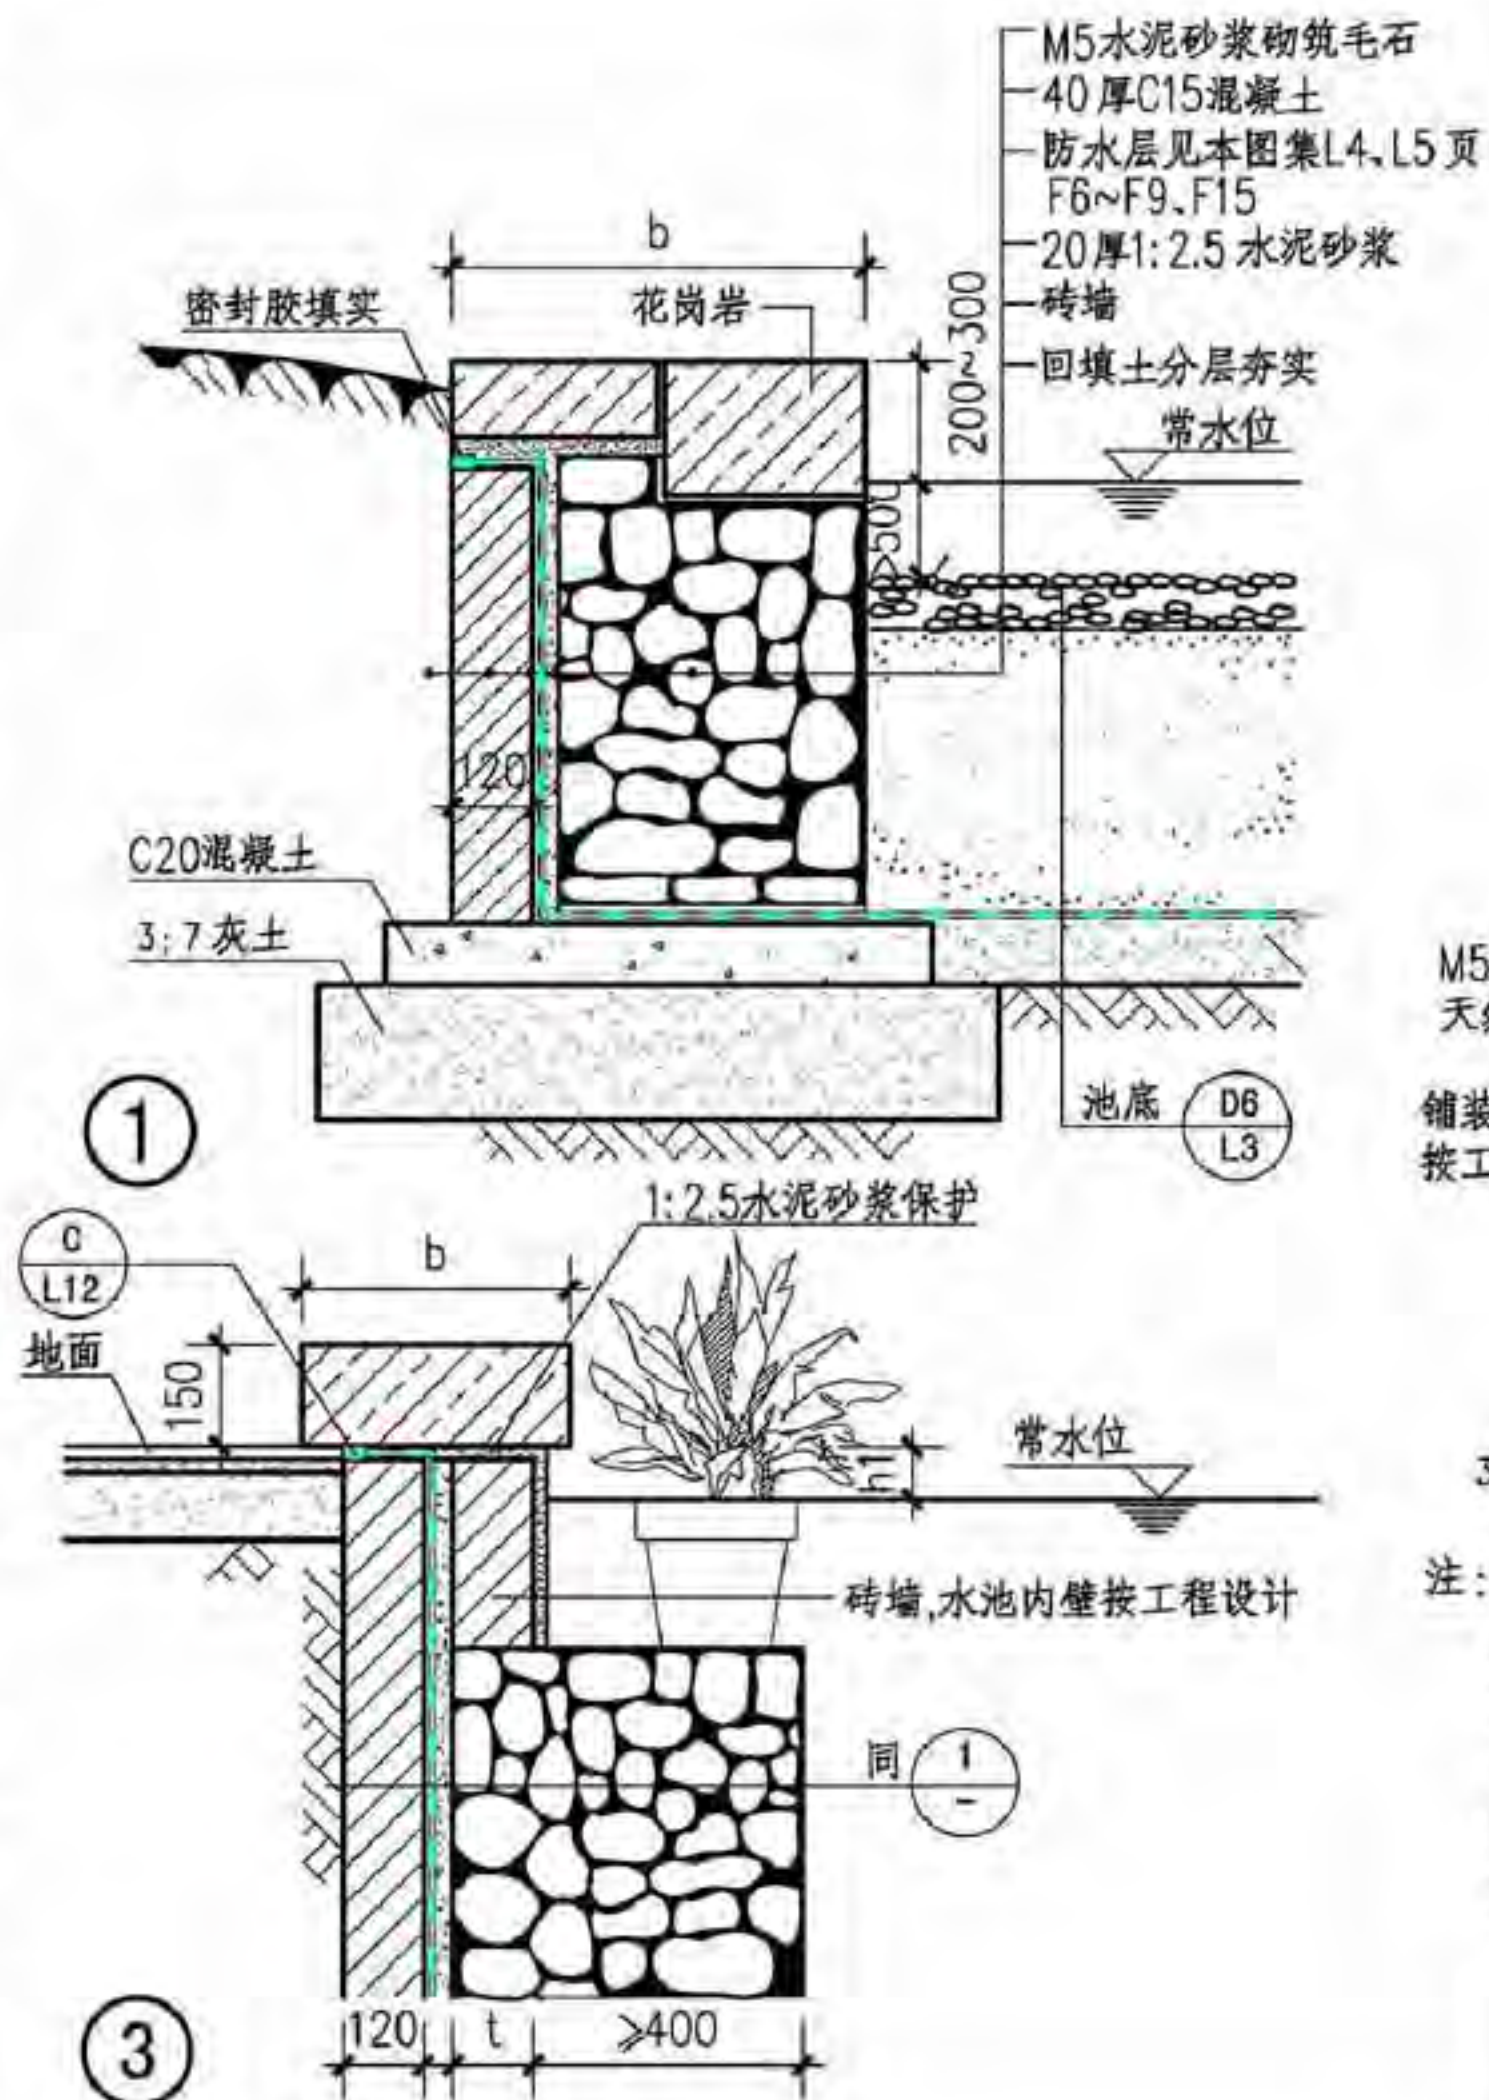 M5水泥砂浆砌筑毛石
40厚C15混凝土
防水层见本图集L4、L5页
F6~F9、F15
20厚1:2.5水泥砂浆
砖墙
回填土分层夯实
b
密封胶填实
花岗岩
200~300
常水位
>500
120
C20混凝土
3:7灰土
M5
天
池底
D6
L3
铺装
按工
1
1:2.5水泥砂浆保护
C
L12
b
地面
150
常水位
h1
注:
砖墙,水池内壁按工程设计
同
1
-
3
120
t
≥400